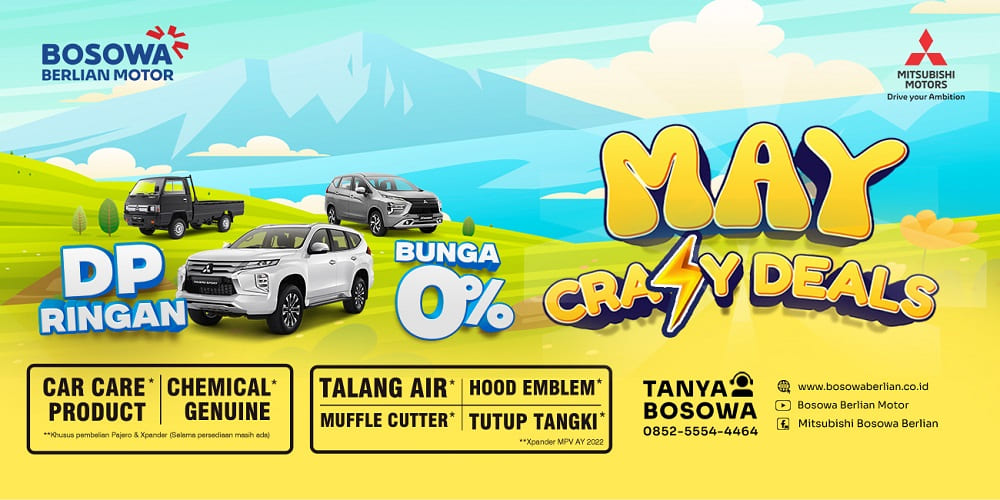 BOSOWA
BERLIAN MOTOR
MITSUBISHI
MOTORS
Drive your Ambition
MAY
CRAZY DEALS
DP
RINGAN
BUNGA
0%
CAR CARE* PRODUCT
CHEMICAL* GENUINE
**Khusus pembelian Pajero & Xpander (Selama persediaan masih ada)
TALANG AIR* HOOD EMBLEM*
MUFFLE CUTTER* TUTUP TANGKI*
**Xpander MPV AY 2022
TANYA
BOSOWA
0852-5554-4464
www.bosowaberlian.co.id
Bosowa Berlian Motor
Mitsubishi Bosowa Berlian